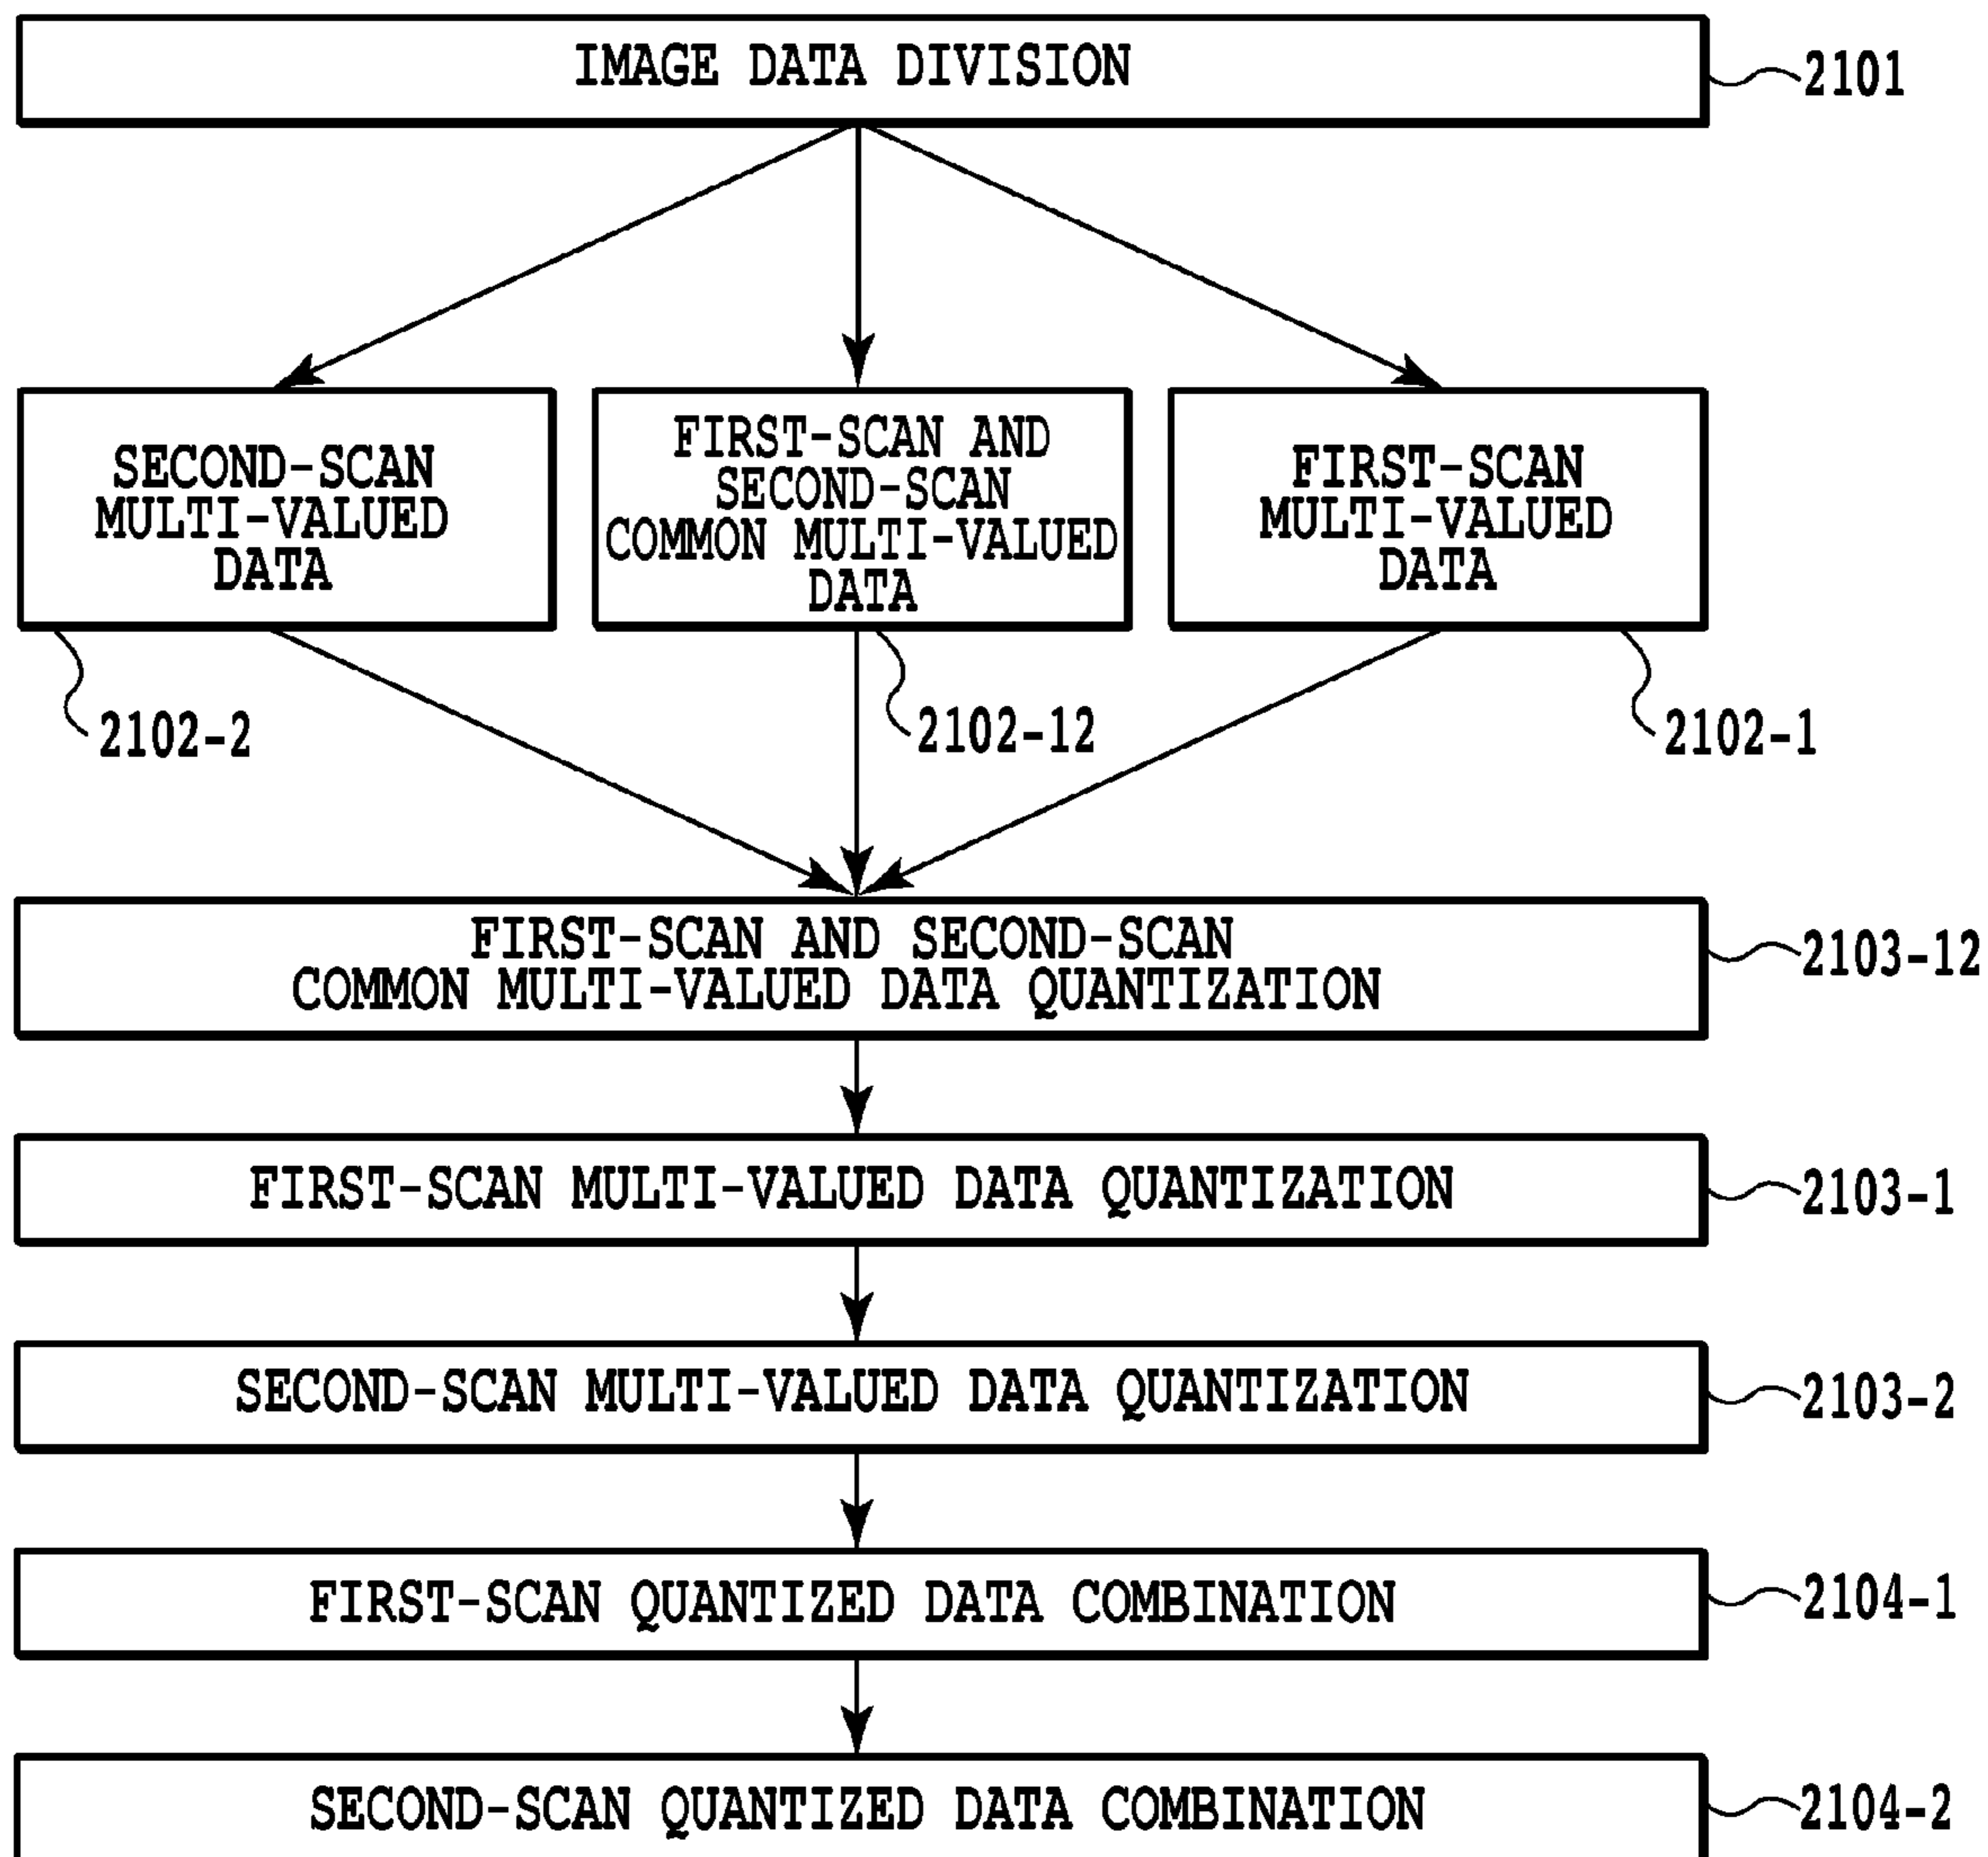 IMAGE DATA DIVISION
2101
SECOND-SCAN
MULTI-VALUED
DATA
2102-2
FIRST-SCAN AND
SECOND-SCAN
COMMON MULTI-VALUED
DATA
2102-12
FIRST-SCAN
MULTI-VALUED
DATA
2102-1
FIRST-SCAN AND SECOND-SCAN
COMMON MULTI-VALUED DATA QUANTIZATION
2103-12
FIRST-SCAN MULTI-VALUED DATA QUANTIZATION
2103-1
SECOND-SCAN MULTI-VALUED DATA QUANTIZATION
2103-2
FIRST-SCAN QUANTIZED DATA COMBINATION
2104-1
SECOND-SCAN QUANTIZED DATA COMBINATION
2104-2